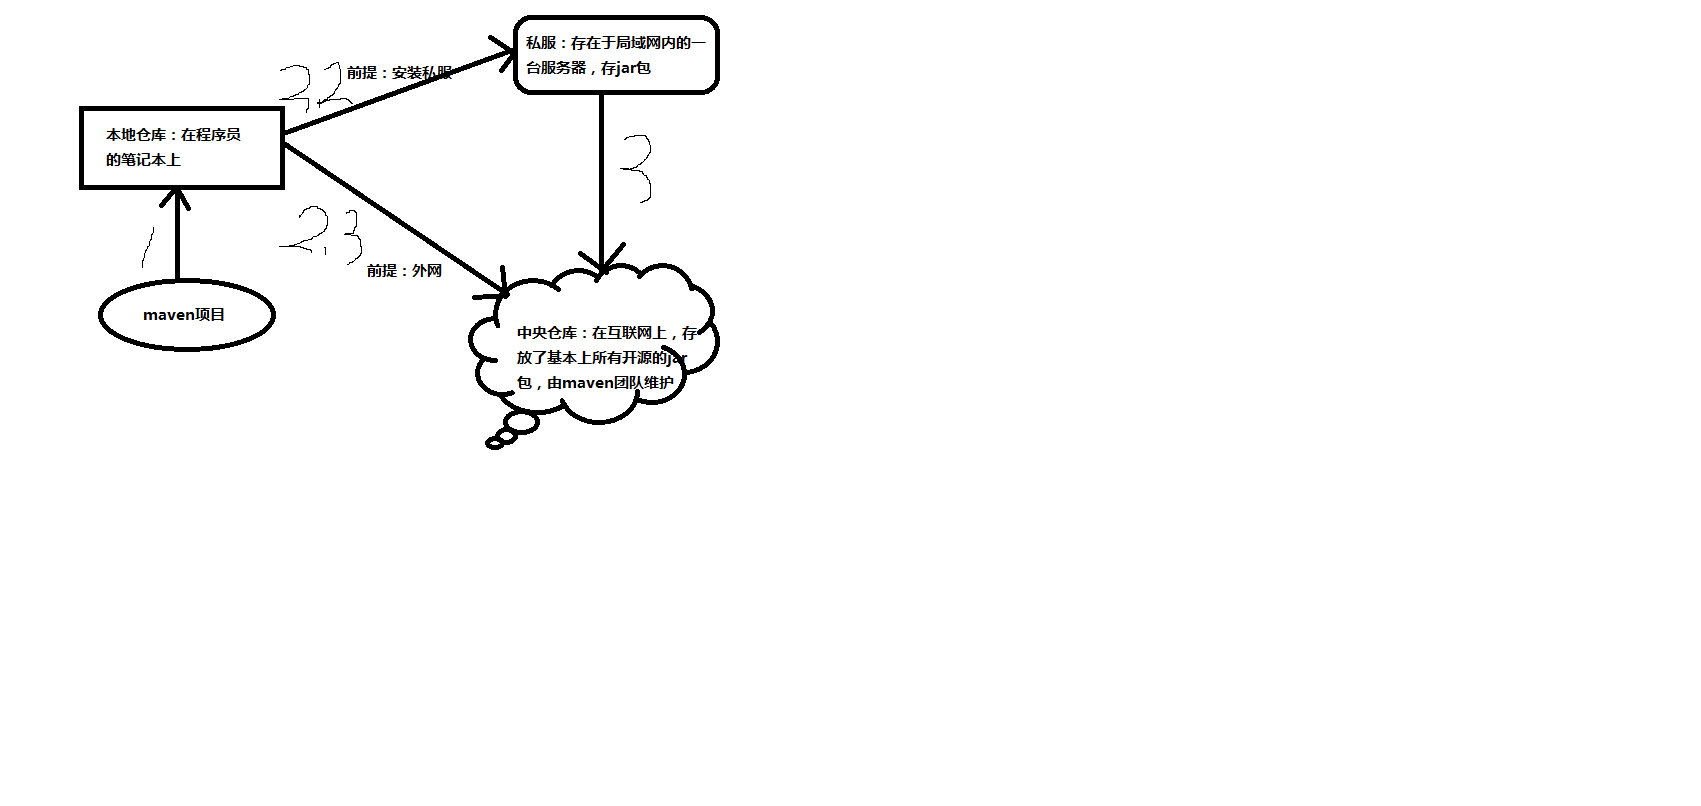 私服：存在于局域网内的一
台服务器，存jar包
2,2
前提：安装私服
本地仓库：在程序员
的笔记本上
3
1
2.3
前提：外网
maven项目
中央仓库：在互联网上，存
放了基本上所有开源的jar
包，由maven团队维护